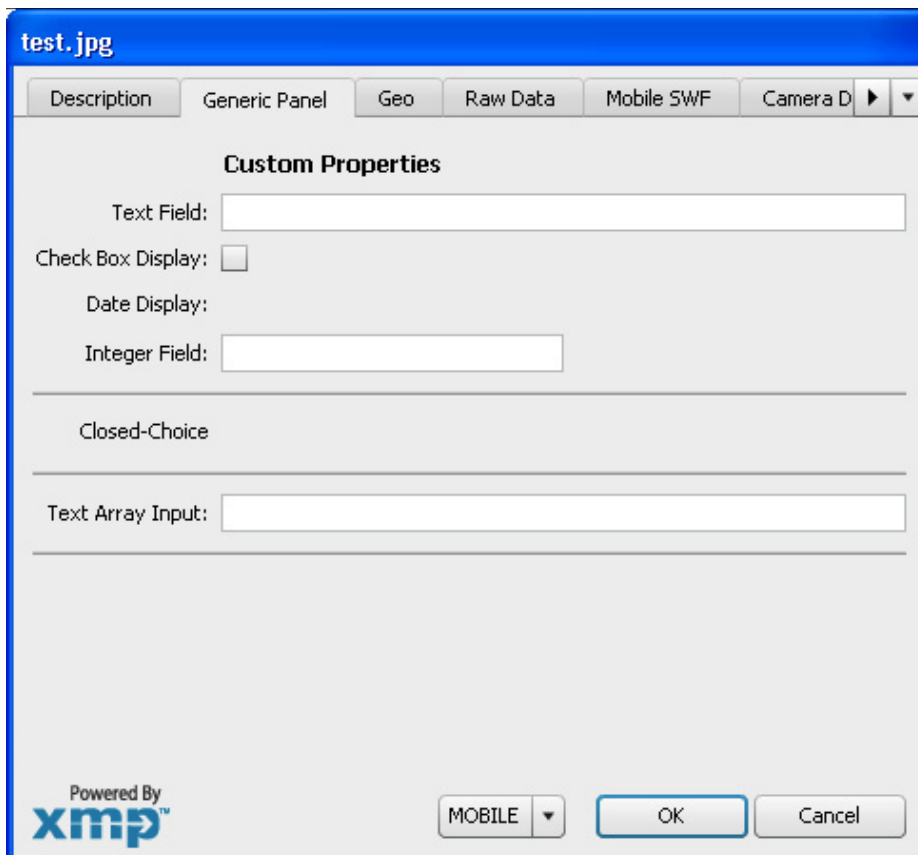 test.jpg
Description Generic Panel Geo Raw Data Mobile SWF Camera D
Custom Properties
Text Field:
Check Box Display:
Date Display:
Integer Field:
Closed-Choice
Text Array Input:
Powered By
xmp™
MOBILE OK Cancel